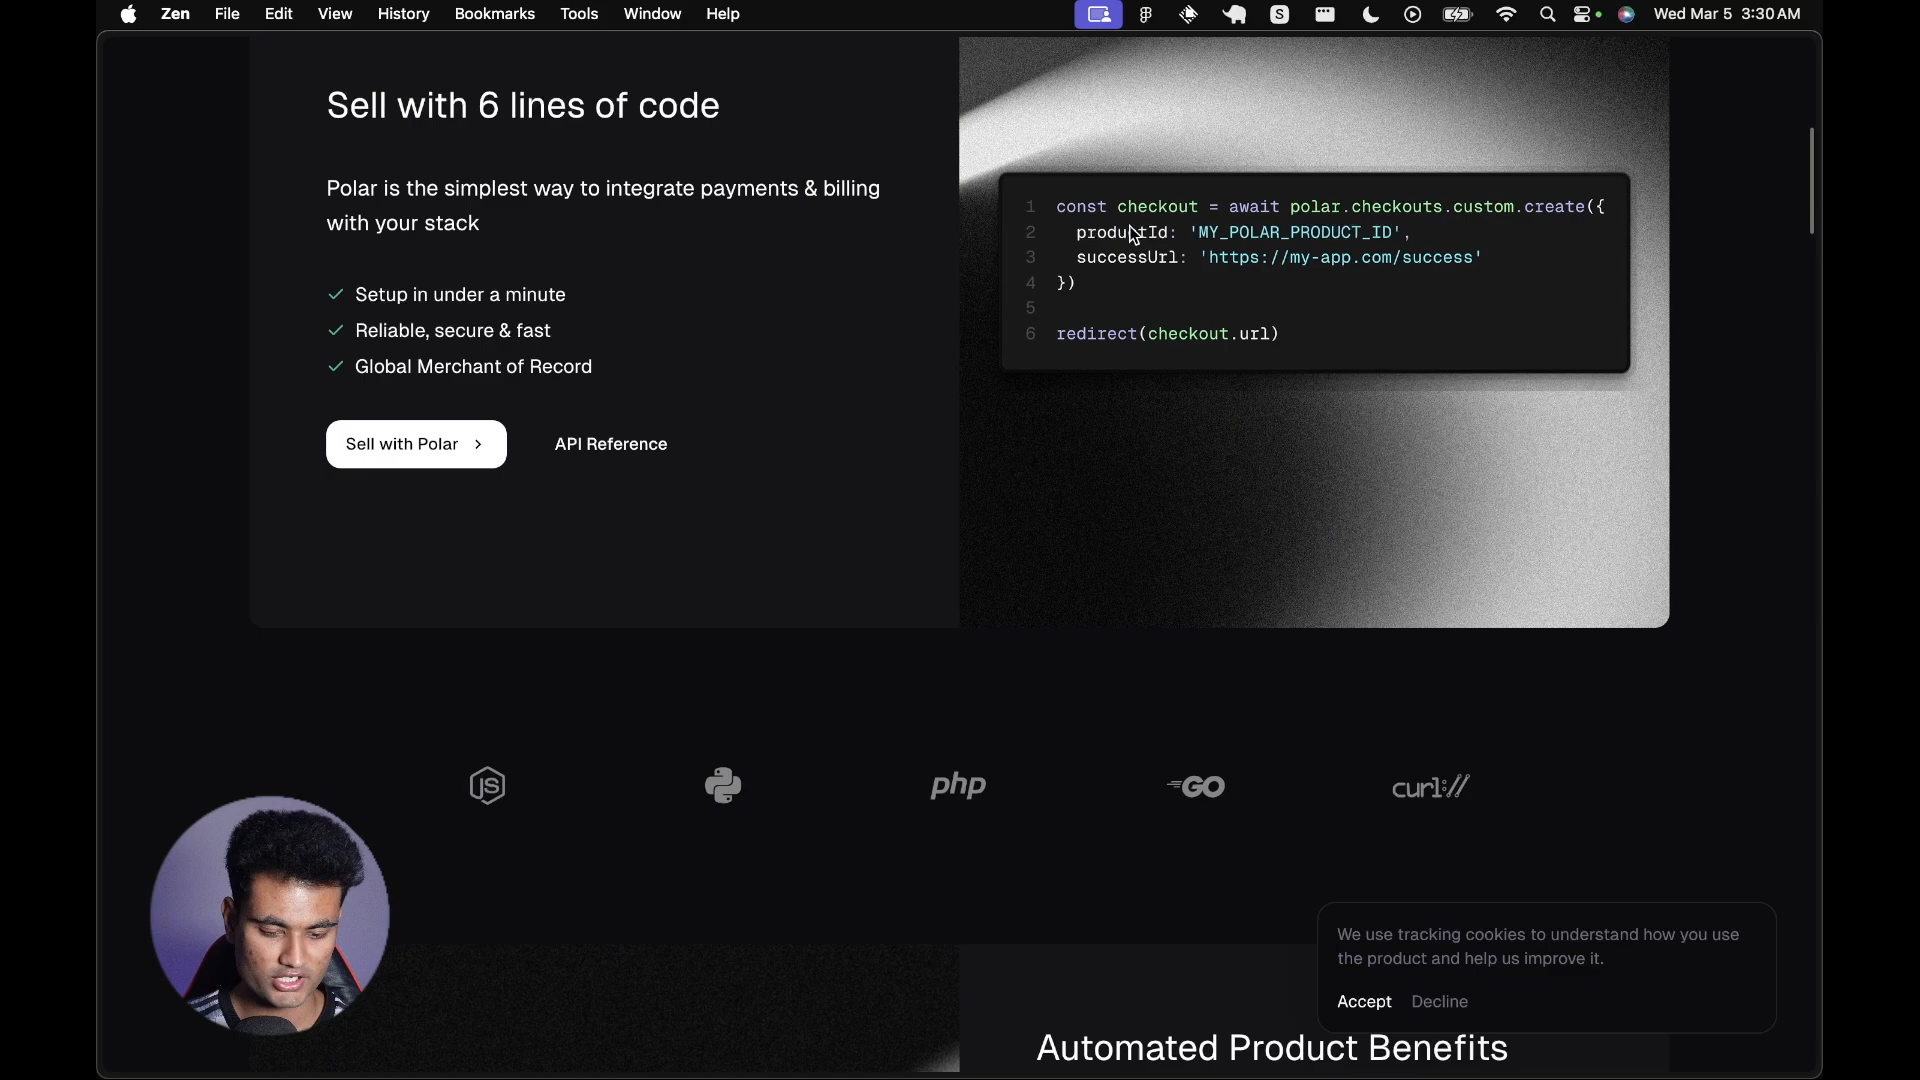 Zen File Edit View History Bookmarks Tools Window Help S Wed Mar 5 3:30 AM
Sell with 6 lines of code
Polar is the simplest way to integrate payments & billing
with your stack
Setup in under a minute
Reliable, secure & fast
Global Merchant of Record
Sell with Polar
API Reference
1 const checkout = await polar.checkouts.custom.create({
2 productId: 'MY_POLAR_PRODUCT_ID',
3 successUrl: 'https://my-app.com/success'
4 })
5
6 redirect(checkout.url)
JS
php
GO
curl://
We use tracking cookies to understand how you use
the product and help us improve it.
Accept Decline
Automated Product Benefits